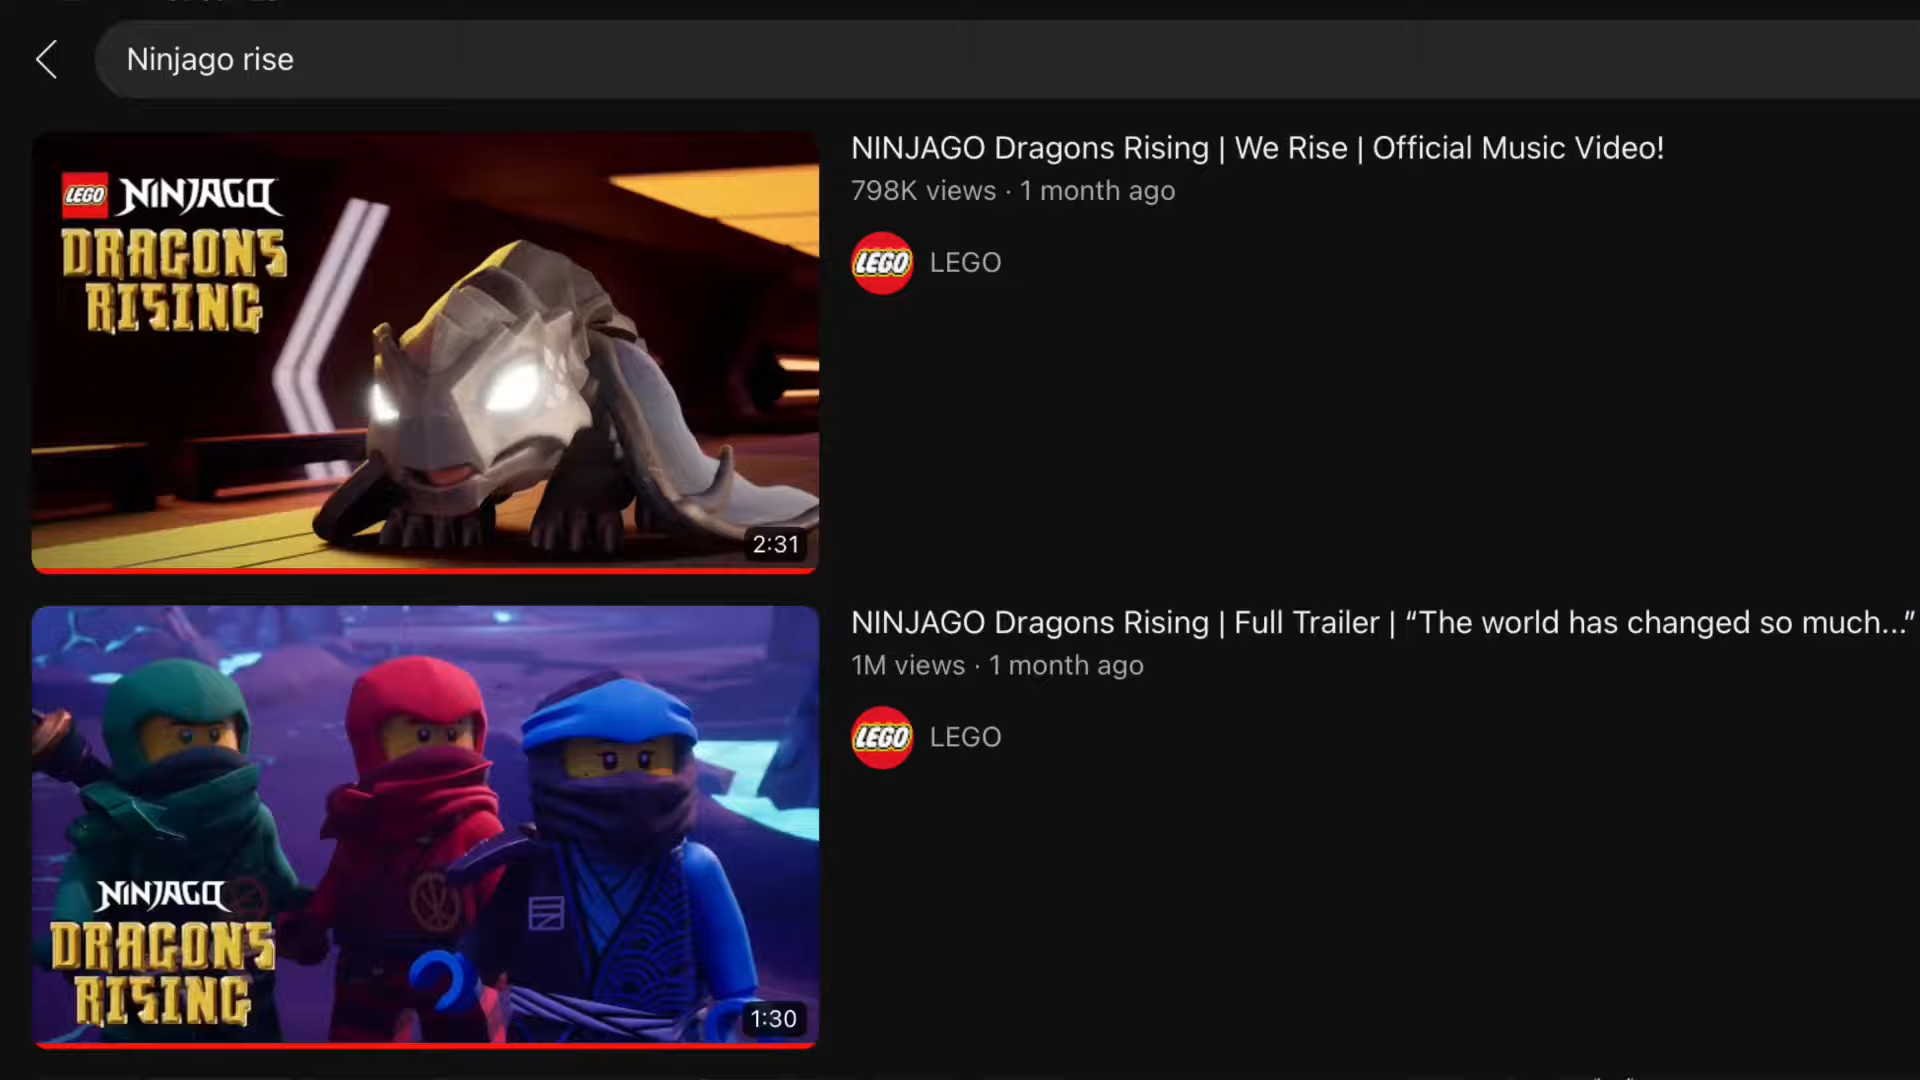 Ninjago rise
LEGO NINJAGO
DRAGONS
RISING
2:31
NINJAGO Dragons Rising | We Rise | Official Music Video!
798K views · 1 month ago
LEGO LEGO
NINJAGO
DRAGONS
RISING
1:30
NINJAGO Dragons Rising | Full Trailer | “The world has changed so much...”
1M views · 1 month ago
LEGO LEGO